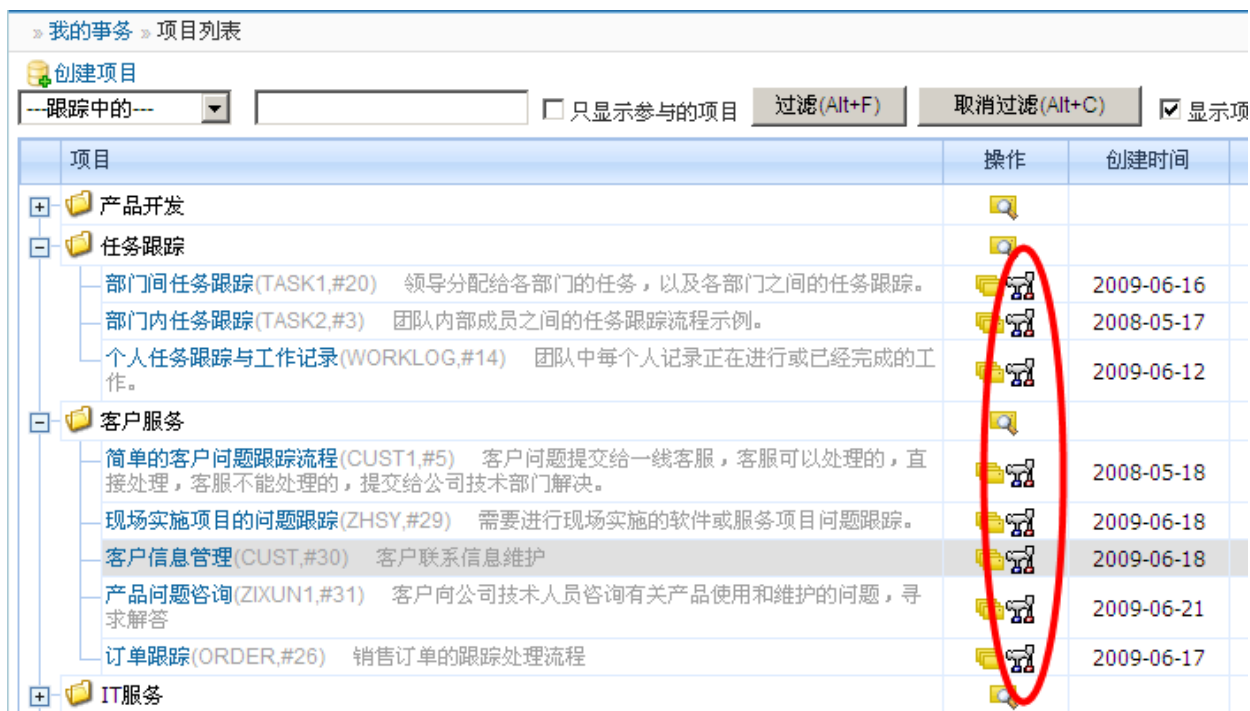 » 我的事务 » 项目列表
创建项目
---跟踪中的--- 只显示参与的项目 过滤(Alt+F) 取消过滤(Alt+C) 显示项
项目 操作 创建时间
产品开发
任务跟踪
部门间任务跟踪(TASK1,#20) 领导分配给各部门的任务，以及各部门之间的任务跟踪。 2009-06-16
部门内任务跟踪(TASK2,#3) 团队内部成员之间的任务跟踪流程示例。 2008-05-17
个人任务跟踪与工作记录(WORKLOG,#14) 团队中每个人记录正在进行或已经完成的工 2009-06-12
作。
客户服务
简单的客户问题跟踪流程(CUST1,#5) 客户问题提交给一线客服，客服可以处理的，直 2008-05-18
接处理，客服不能处理的，提交给公司技术部门解决。
现场实施项目的问题跟踪(ZHSY,#29) 需要进行现场实施的软件或服务项目问题跟踪。 2009-06-18
客户信息管理(CUST,#30) 客户联系信息维护 2009-06-18
产品问题咨询(ZIXUN1,#31) 客户向公司技术人员咨询有关产品使用和维护的问题，寻 2009-06-21
求解答
订单跟踪(ORDER,#26) 销售订单的跟踪处理流程 2009-06-17
IT服务